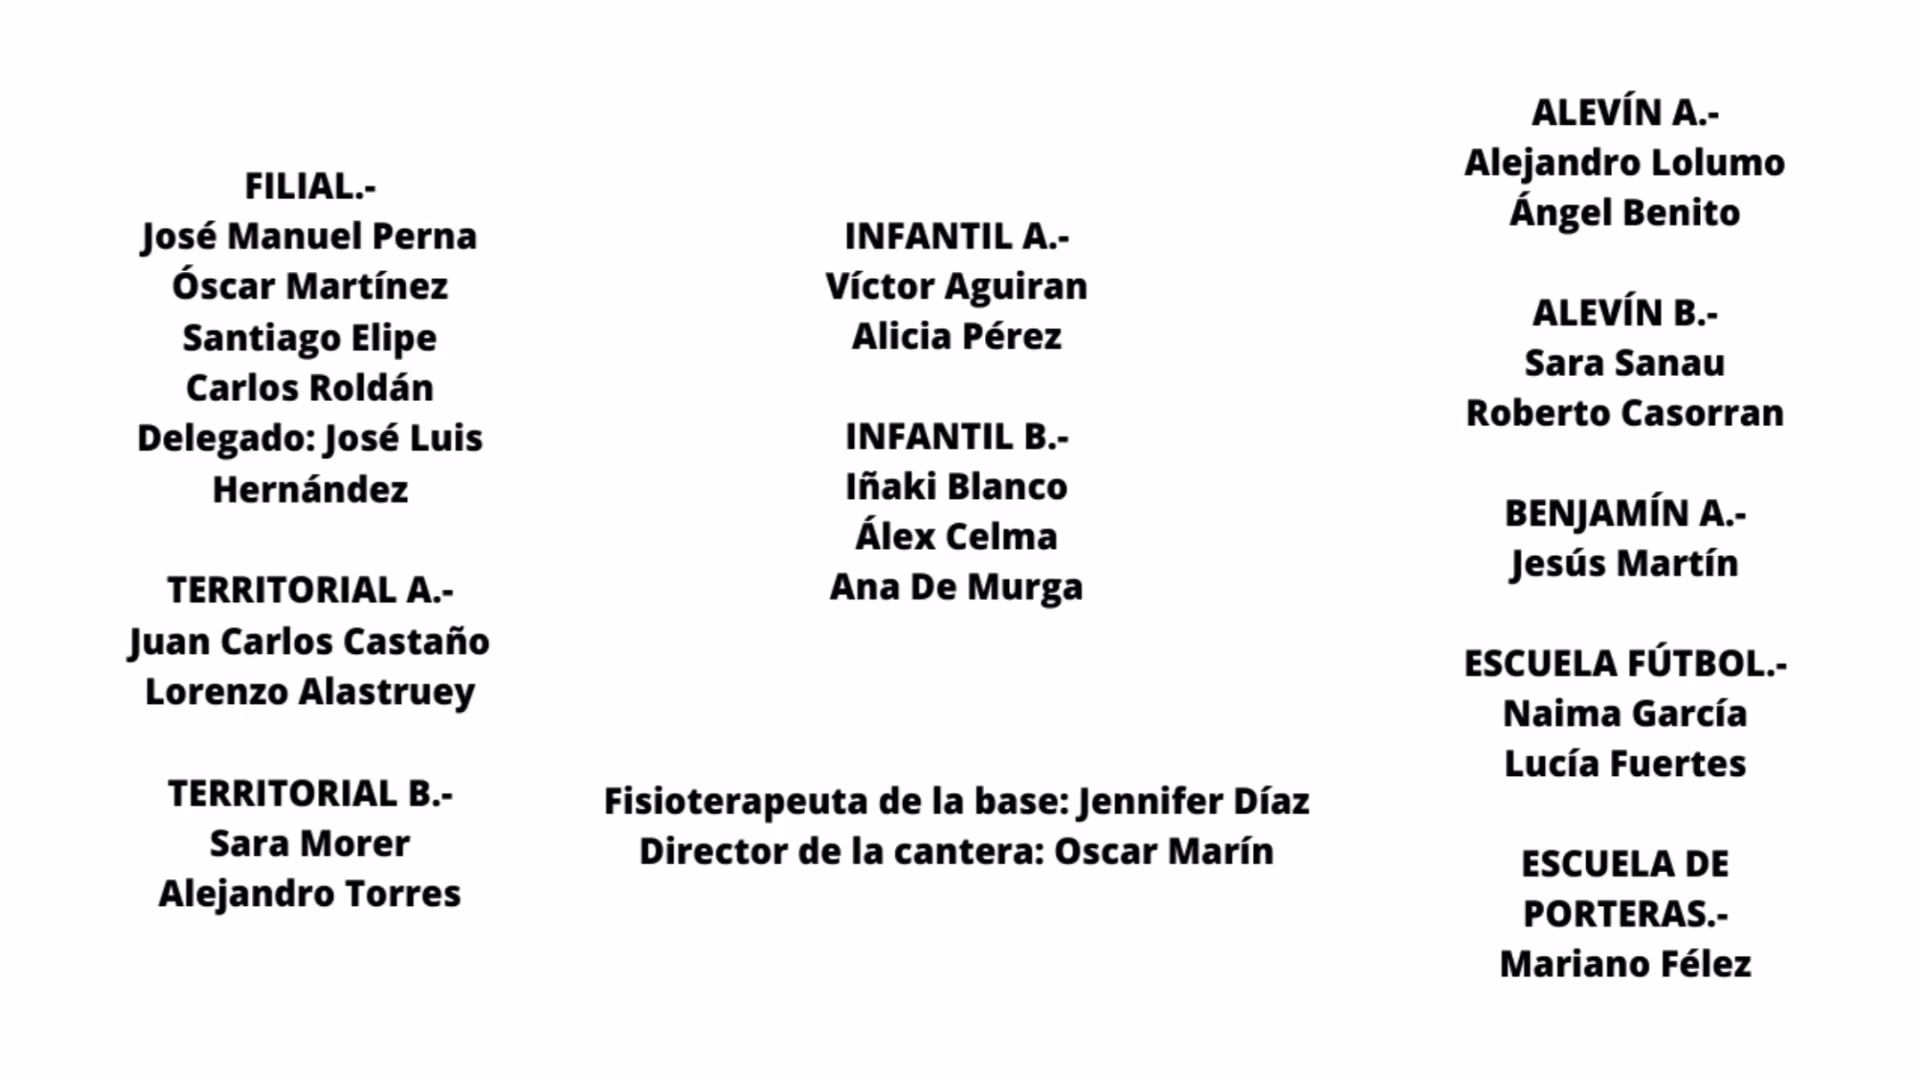 FILIAL.-
José Manuel Perna
Óscar Martínez
Santiago Elipe
Carlos Roldán
Delegado: José Luis
Hernández
TERRITORIAL A.-
Juan Carlos Castaño
Lorenzo Alastruey
TERRITORIAL B.-
Sara Morer
Alejandro Torres
INFANTIL A.-
Víctor Aguiran
Alicia Pérez
INFANTIL B.-
Iñaki Blanco
Álex Celma
Ana De Murga
Fisioterapeuta de la base: Jennifer Díaz
Director de la cantera: Oscar Marín
ALEVÍN A.-
Alejandro Lolumo
Ángel Benito
ALEVÍN B.-
Sara Sanau
Roberto Casorran
BENJAMÍN A.-
Jesús Martín
ESCUELA FÚTBOL.-
Naima García
Lucía Fuertes
ESCUELA DE
PORTERAS.-
Mariano Félez